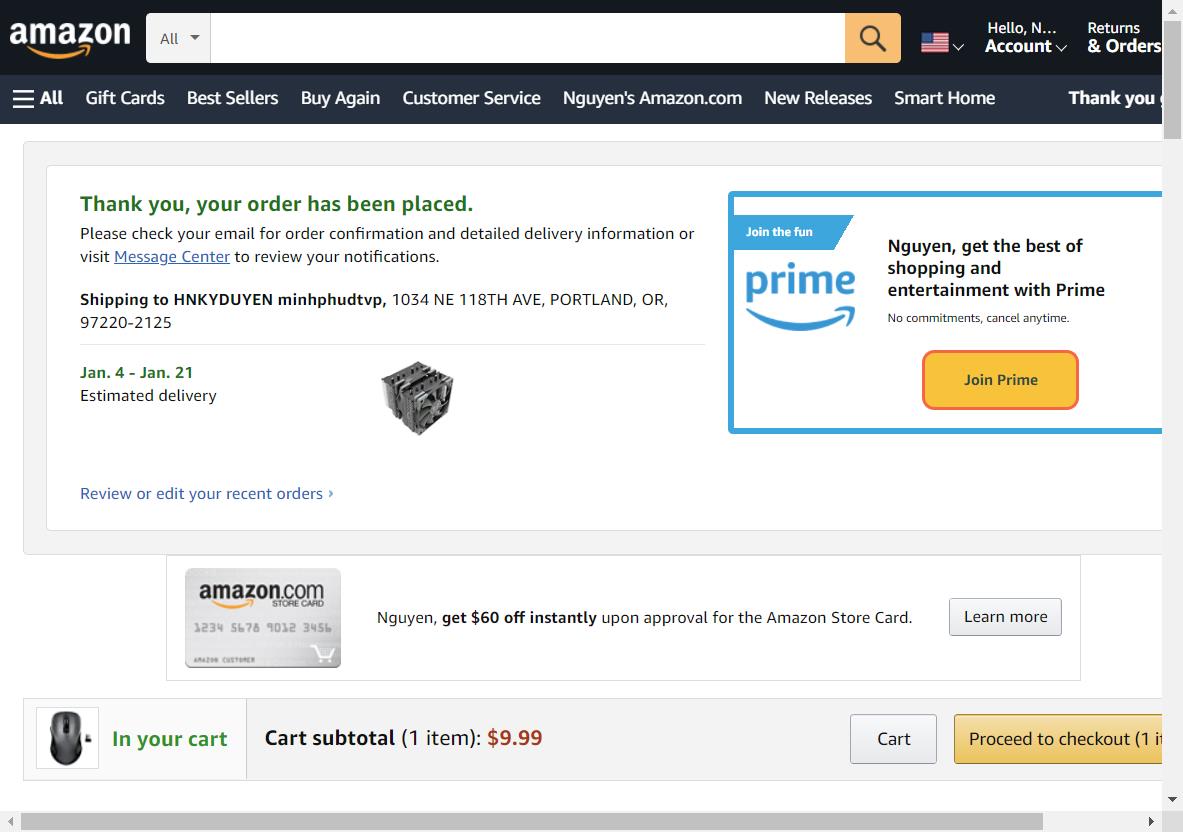 amazon
All
Hello, N...
Account
Returns
& Orders
All
Gift Cards
Best Sellers
Buy Again
Customer Service
Nguyen's Amazon.com
New Releases
Smart Home
Thank you
Thank you, your order has been placed.
Please check your email for order confirmation and detailed delivery information or
visit Message Center to review your notifications.
Shipping to HNKYDUYEN minhphudtvp, 1034 NE 118TH AVE, PORTLAND, OR,
97220-2125
Jan. 4 - Jan. 21
Estimated delivery
Review or edit your recent orders ›
Join the fun
prime
Nguyen, get the best of
shopping and
entertainment with Prime
No commitments, cancel anytime.
Join Prime
amazon.com
STORE CARD
1234 5678 9012 3456
AMAZON CUSTOMER
Nguyen, get $60 off instantly upon approval for the Amazon Store Card.
Learn more
In your cart
Cart subtotal (1 item): $9.99
Cart
Proceed to checkout (1 it